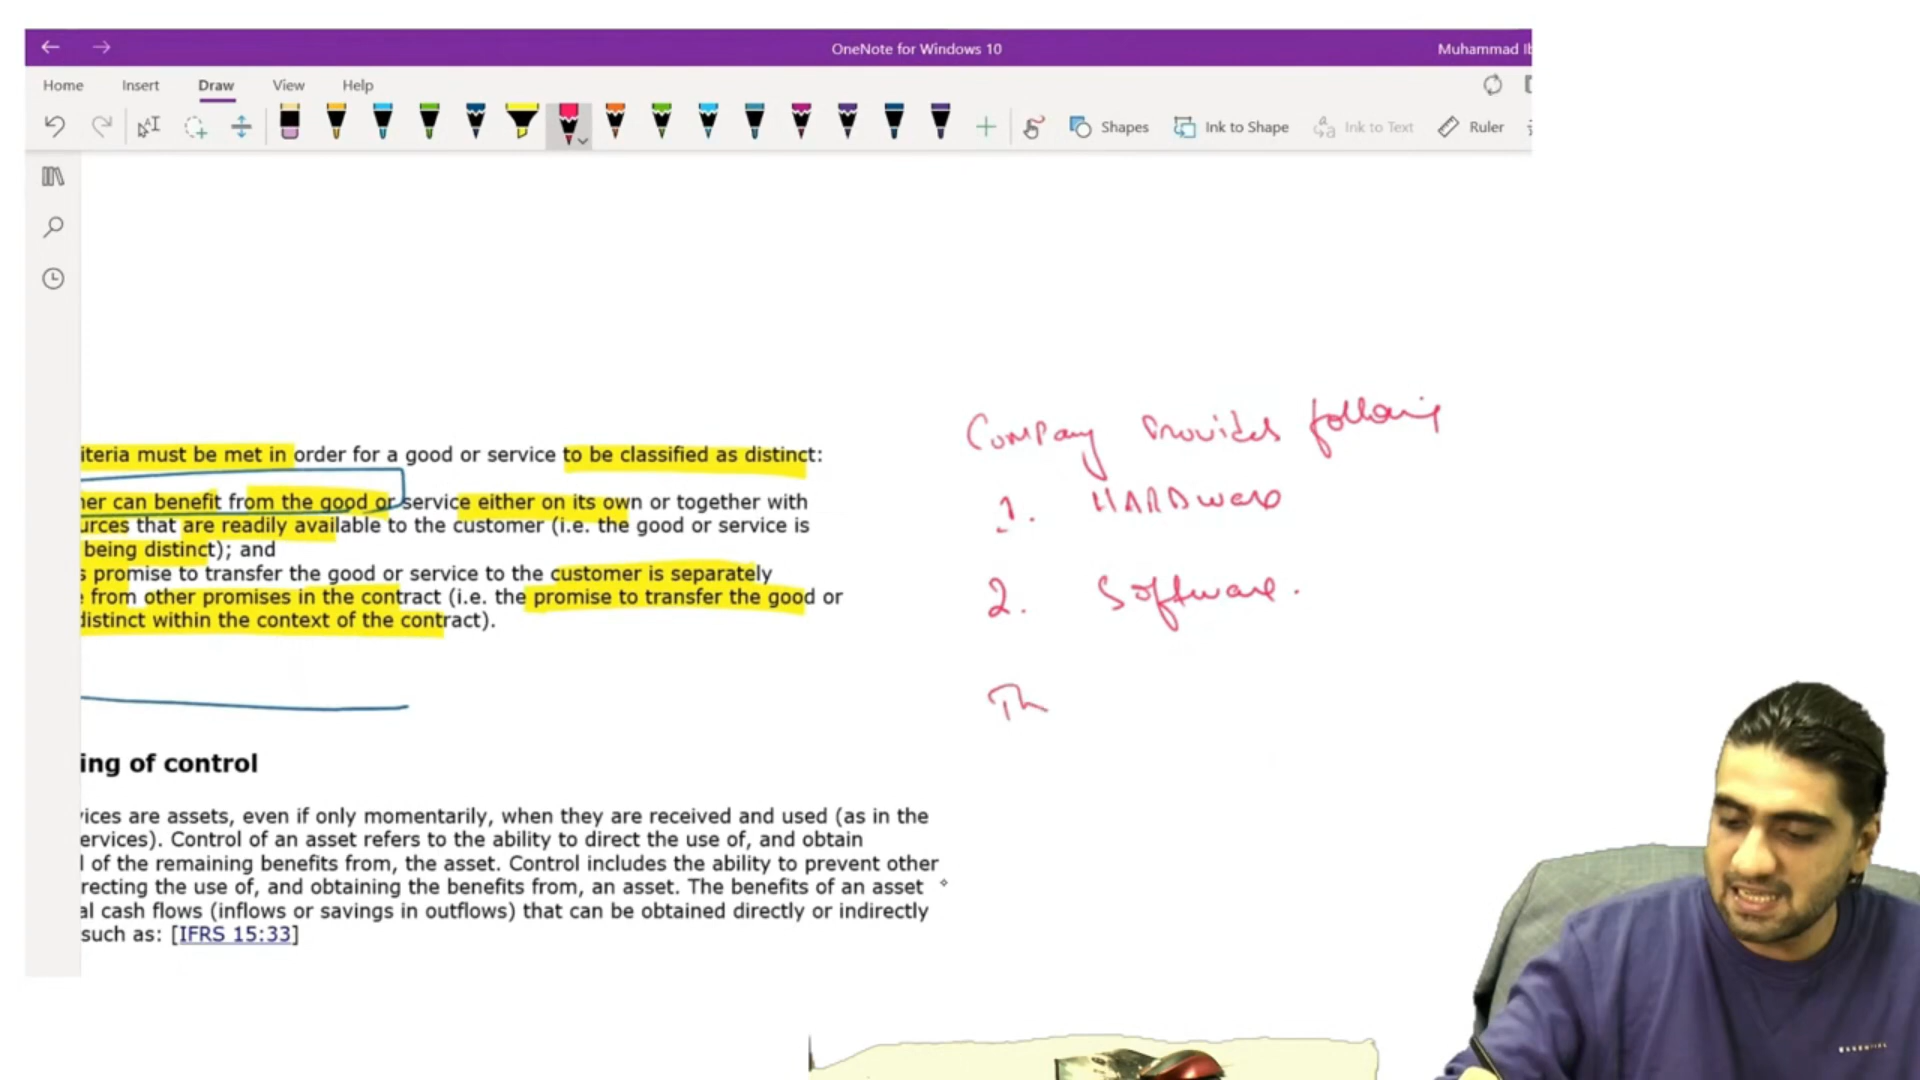 OneNote for Windows 10
Muhammad Ib
Home Insert Draw View Help
Shapes Ink to Shape Ink to Text Ruler
iteria must be met in order for a good or service to be classified as distinct:
ner can benefit from the good or service either on its own or together with
urces that are readily available to the customer (i.e. the good or service is
being distinct); and
s promise to transfer the good or service to the customer is separately
from other promises in the contract (i.e. the promise to transfer the good or
distinct within the context of the contract).
ing of control
vices are assets, even if only momentarily, when they are received and used (as in the
ervices). Control of an asset refers to the ability to direct the use of, and obtain
l of the remaining benefits from, the asset. Control includes the ability to prevent other
recting the use of, and obtaining the benefits from, an asset. The benefits of an asset
al cash flows (inflows or savings in outflows) that can be obtained directly or indirectly
such as: [IFRS 15:33]
Company Provides following
1. HARDware
2. Software.
Th
ESSENTIAL